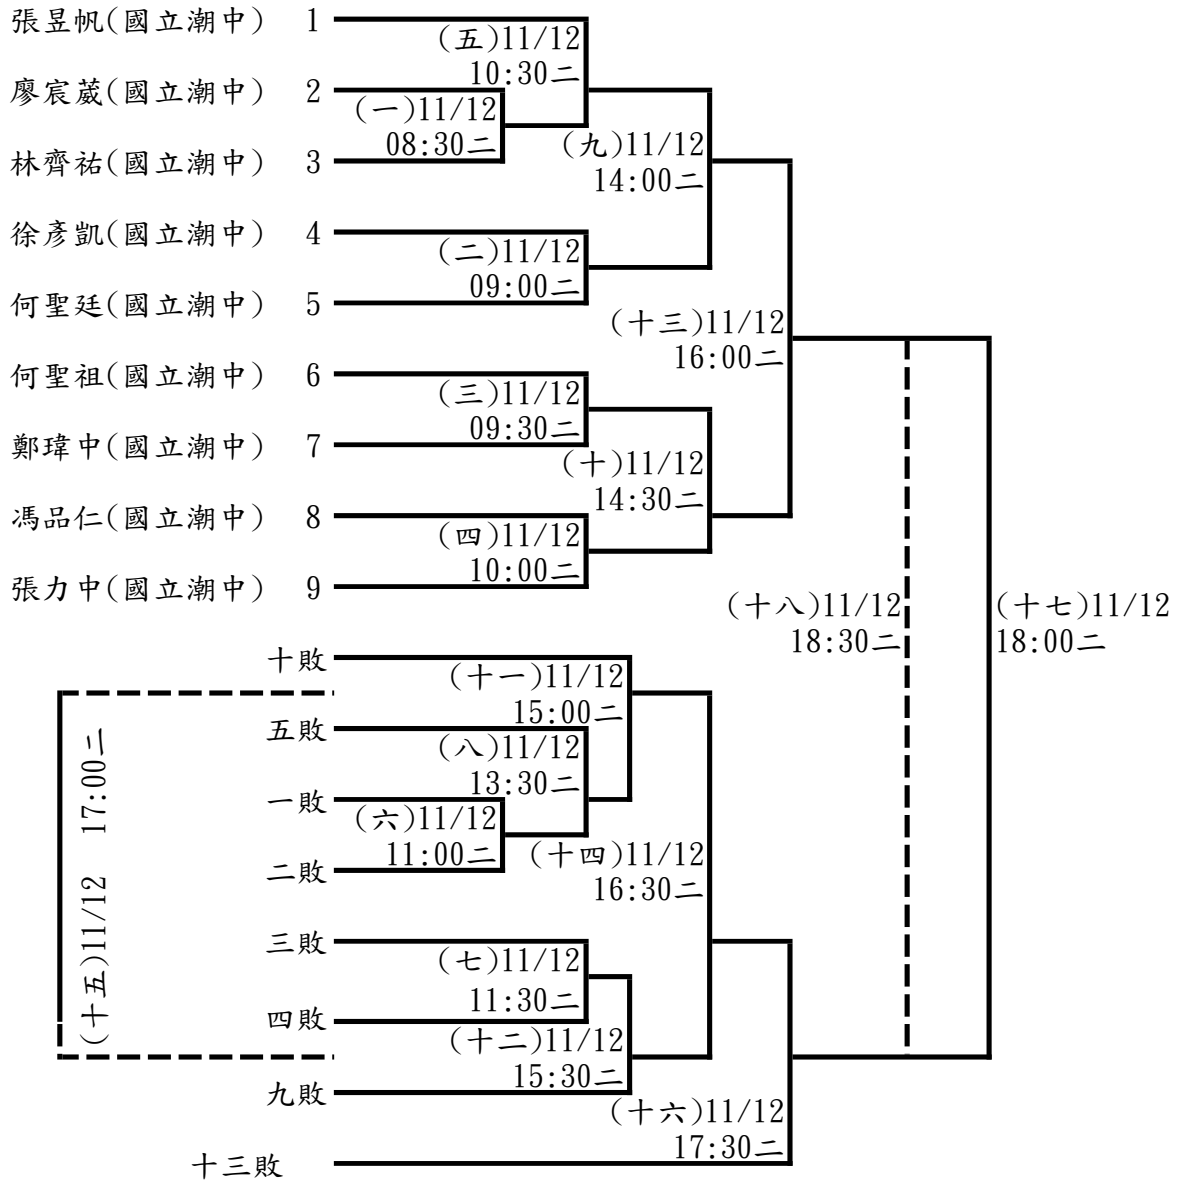 張昱帆(國立潮中) 1
(五)11/12
10:30二
廖宸葳(國立潮中) 2
(一)11/12
08:30二
(九)11/12
14:00二
林齊祐(國立潮中) 3
徐彥凱(國立潮中) 4
(二)11/12
09:00二
何聖廷(國立潮中) 5
(十三)11/12
16:00二
何聖祖(國立潮中) 6
(三)11/12
09:30二
鄭瑋中(國立潮中) 7
(十)11/12
14:30二
馮品仁(國立潮中) 8
(四)11/12
10:00二
張力中(國立潮中) 9
(十八)11/12
18:30二
(十七)11/12
18:00二
十敗
(十一)11/12
15:00二
五敗
(八)11/12
13:30二
一敗
(六)11/12
11:00二
二敗
(十四)11/12
16:30二
(十五)11/12 17:00二
三敗
(七)11/12
11:30二
四敗
(十二)11/12
15:30二
九敗
(十六)11/12
17:30二
十三敗